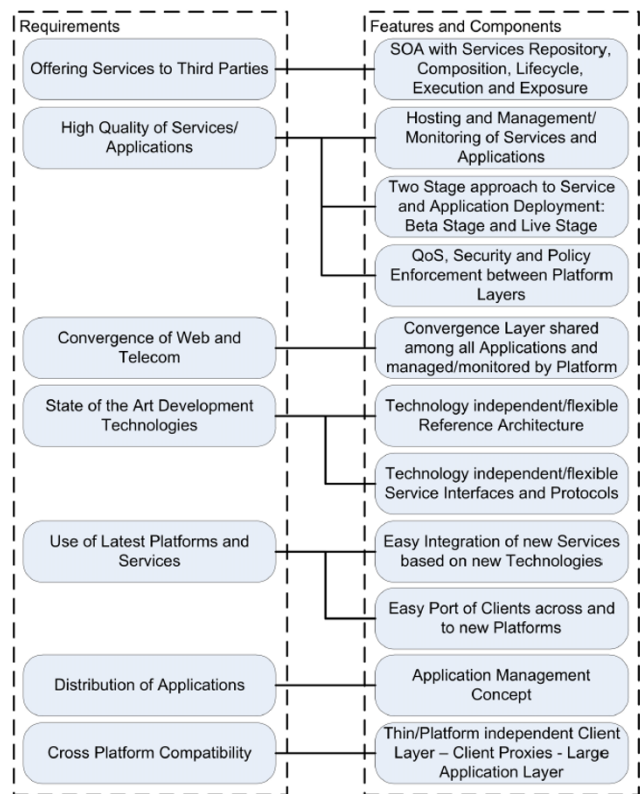 Requirements
Features and Components
Offering Services to Third Parties
SOA with Services Repository,
Composition, Lifecycle,
Execution and Exposure
High Quality of Services/
Applications
Hosting and Management/
Monitoring of Services and
Applications
Two Stage approach to Service
and Application Deployment:
Beta Stage and Live Stage
QoS, Security and Policy
Enforcement between Platform
Layers
Convergence of Web and
Telecom
Convergence Layer shared
among all Applications and
managed/monitored by Platform
State of the Art Development
Technologies
Technology independent/flexible
Reference Architecture
Technology independent/flexible
Service Interfaces and Protocols
Use of Latest Platforms and
Services
Easy Integration of new Services
based on new Technologies
Easy Port of Clients across and
to new Platforms
Distribution of Applications
Application Management
Concept
Cross Platform Compatibility
Thin/Platform independent Client
Layer – Client Proxies - Large
Application Layer